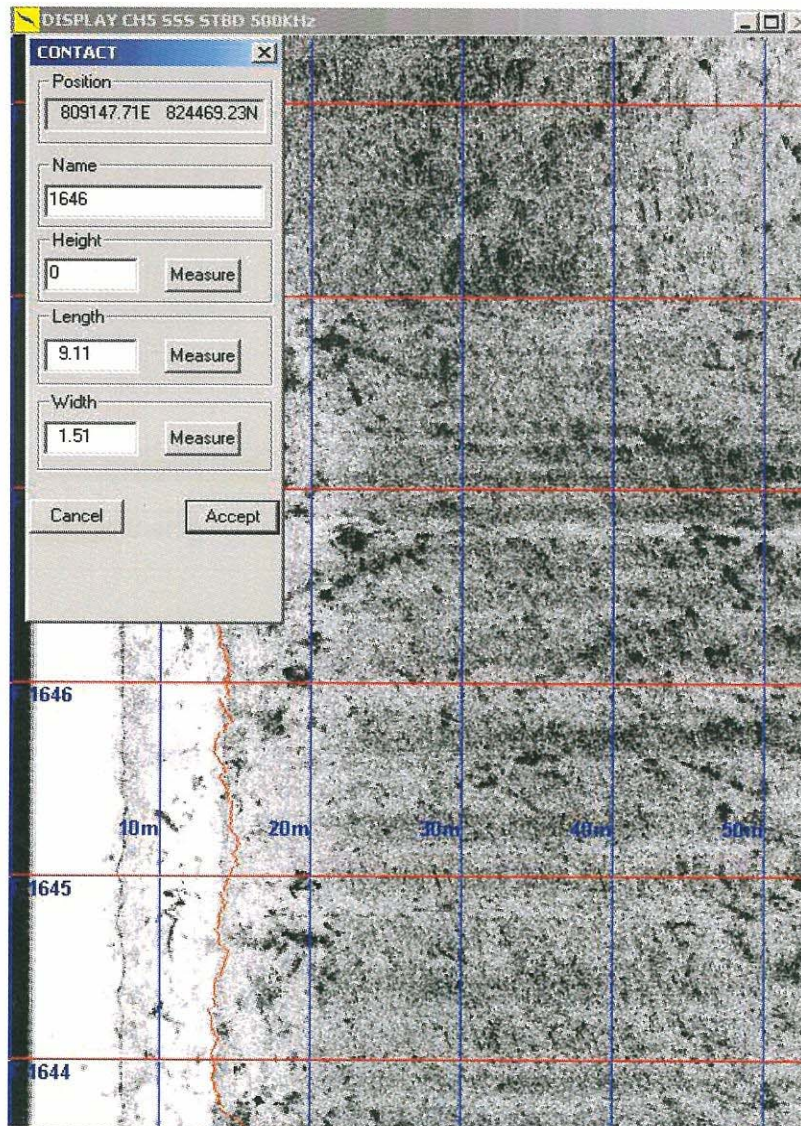 DISPLAY CH5 SSS STBD 500KHz
CONTACT
Position
809147.71E 824469.23N
Name
1646
Height
0
Measure
Length
9.11
Measure
Width
1.51
Measure
Cancel
Accept
1646
10m
20m
30m
40m
50m
1645
1644